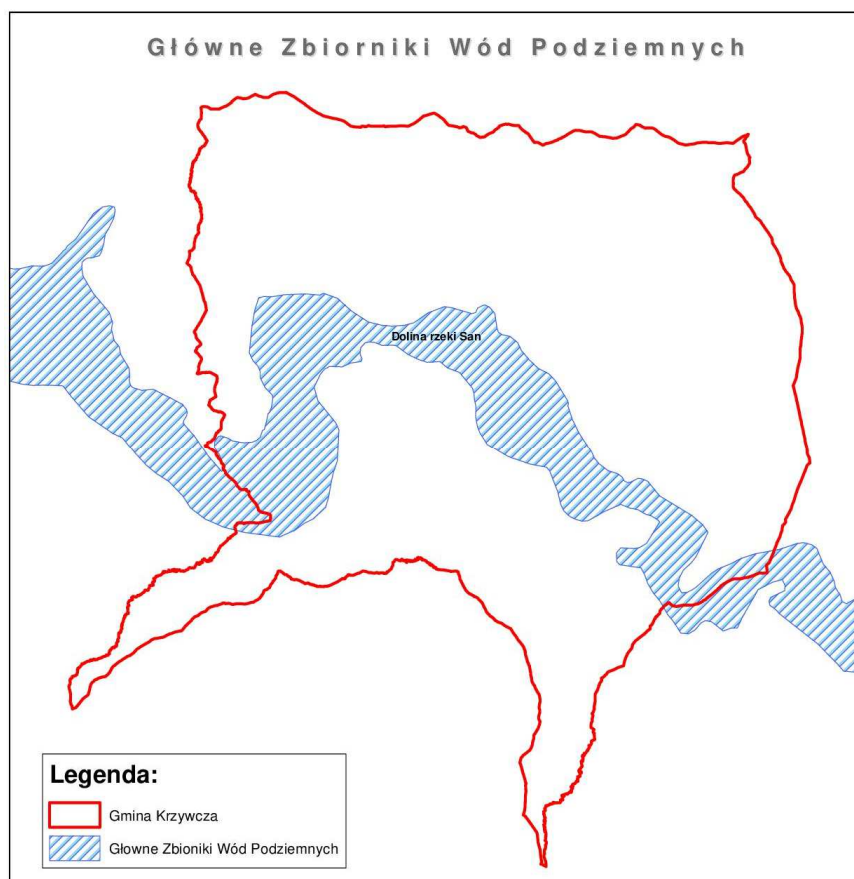 Główne Zbiorniki Wód Podziemnych
Dolina rzeki San
Legenda:
Gmina Krzywcza
Głowne Zbioniki Wód Podziemnych